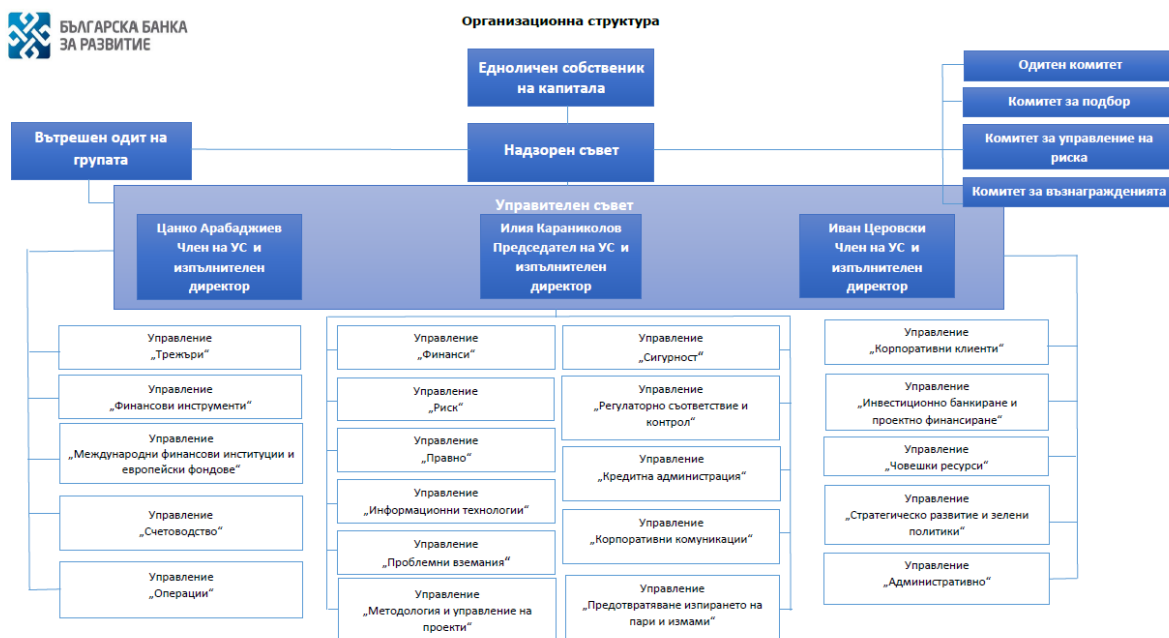 БЪЛГАРСКА БАНКА
ЗА РАЗВИТИЕ
Организационна структура
Едноличен собственик
на капитала
Одитен комитет
Комитет за подбор
Вътрешен одит на
групата
Надзорен съвет
Комитет за управление на
риска
Комитет за възнагражденията
Управителен съвет
Цанко Арабаджиев
Член на УС и
изпълнителен
директор
Илия Караниколов
Председател на УС и
изпълнителен
директор
Иван Церовски
Член на УС и
изпълнителен
директор
Управление
„Трежъри“
Управление
„Финансови инструменти“
Управление
„Международни финансови институции и
европейски фондове“
Управление
„Счетоводство“
Управление
„Операции“
Управление
„Финанси“
Управление
„Риск“
Управление
„Правно“
Управление
„Информационни технологии“
Управление
„Проблемни вземания“
Управление
„Методология и управление на
проекти“
Управление
„Сигурност“
Управление
„Регулаторно съответствие и
контрол“
Управление
„Кредитна администрация“
Управление
„Корпоративни комуникации“
Управление
„Предотвратяване изпирането на
пари и измами“
Управление
„Корпоративни клиенти“
Управление
„Инвестиционно банкиране и
проектно финансиране“
Управление
„Човешки ресурси“
Управление
„Стратегическо развитие и зелени
политики“
Управление
„Административно“